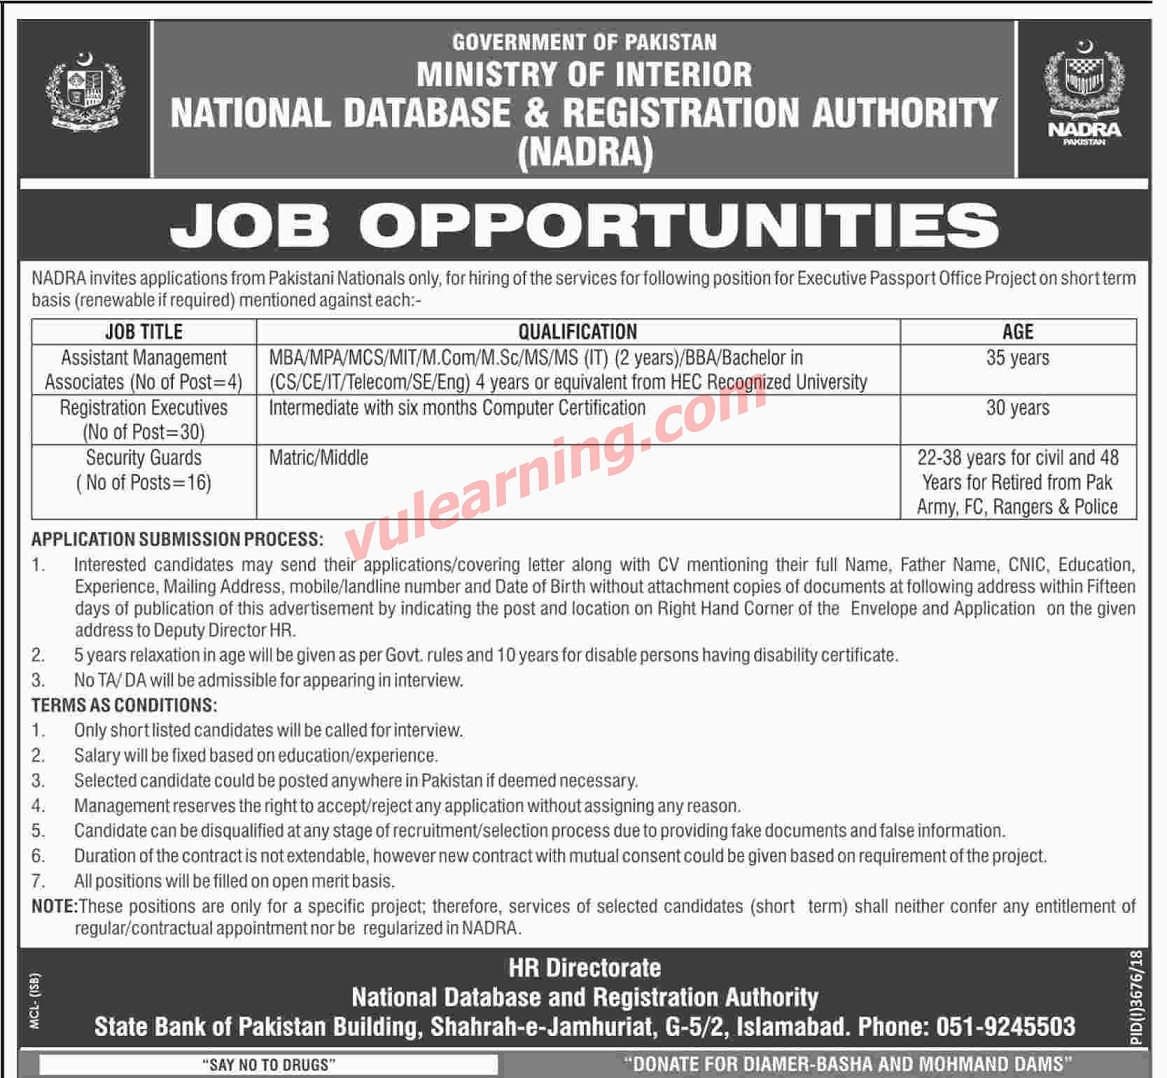 GOVERNMENT OF PAKISTAN
MINISTRY OF INTERIOR
NATIONAL DATABASE & REGISTRATION AUTHORITY
(NADRA)
NADRA
PAKISTAN
JOB OPPORTUNITIES
NADRA invites applications from Pakistani Nationals only, for hiring of the services for following position for Executive Passport Office Project on short term
basis (renewable if required) mentioned against each:-
JOB TITLE QUALIFICATION AGE
Assistant Management MBA/MPA/MCS/MIT/M.Com/M.Sc/MS/MS (IT) (2 years)/BBA/Bachelor in 35 years
Associates (No of Post=4) (CS/CE/IT/Telecom/SE/Eng) 4 years or equivalent from HEC Recognized University
Registration Executives Intermediate with six months Computer Certification 30 years
(No of Post=30)
Security Guards Matric/Middle 22-38 years for civil and 48
( No of Posts=16) Years for Retired from Pak
Army, FC, Rangers & Police
vulearning.com
APPLICATION SUBMISSION PROCESS:
1. Interested candidates may send their applications/covering letter along with CV mentioning their full Name, Father Name, CNIC, Education,
Experience, Mailing Address, mobile/landline number and Date of Birth without attachment copies of documents at following address within Fifteen
days of publication of this advertisement by indicating the post and location on Right Hand Corner of the Envelope and Application on the given
address to Deputy Director HR.
2. 5 years relaxation in age will be given as per Govt. rules and 10 years for disable persons having disability certificate.
3. No TA/ DA will be admissible for appearing in interview.
TERMS AS CONDITIONS:
1. Only short listed candidates will be called for interview.
2. Salary will be fixed based on education/experience.
3. Selected candidate could be posted anywhere in Pakistan if deemed necessary.
4. Management reserves the right to accept/reject any application without assigning any reason.
5. Candidate can be disqualified at any stage of recruitment/selection process due to providing fake documents and false information.
6. Duration of the contract is not extendable, however new contract with mutual consent could be given based on requirement of the project.
7. All positions will be filled on open merit basis.
NOTE:These positions are only for a specific project; therefore, services of selected candidates (short term) shall neither confer any entitlement of
regular/contractual appointment nor be regularized in NADRA.
HR Directorate
National Database and Registration Authority
State Bank of Pakistan Building, Shahrah-e-Jamhuriat, G-5/2, Islamabad. Phone: 051-9245503
MCL- (ISB)
PID(I)3676/18
"SAY NO TO DRUGS" "DONATE FOR DIAMER-BASHA AND MOHMAND DAMS"